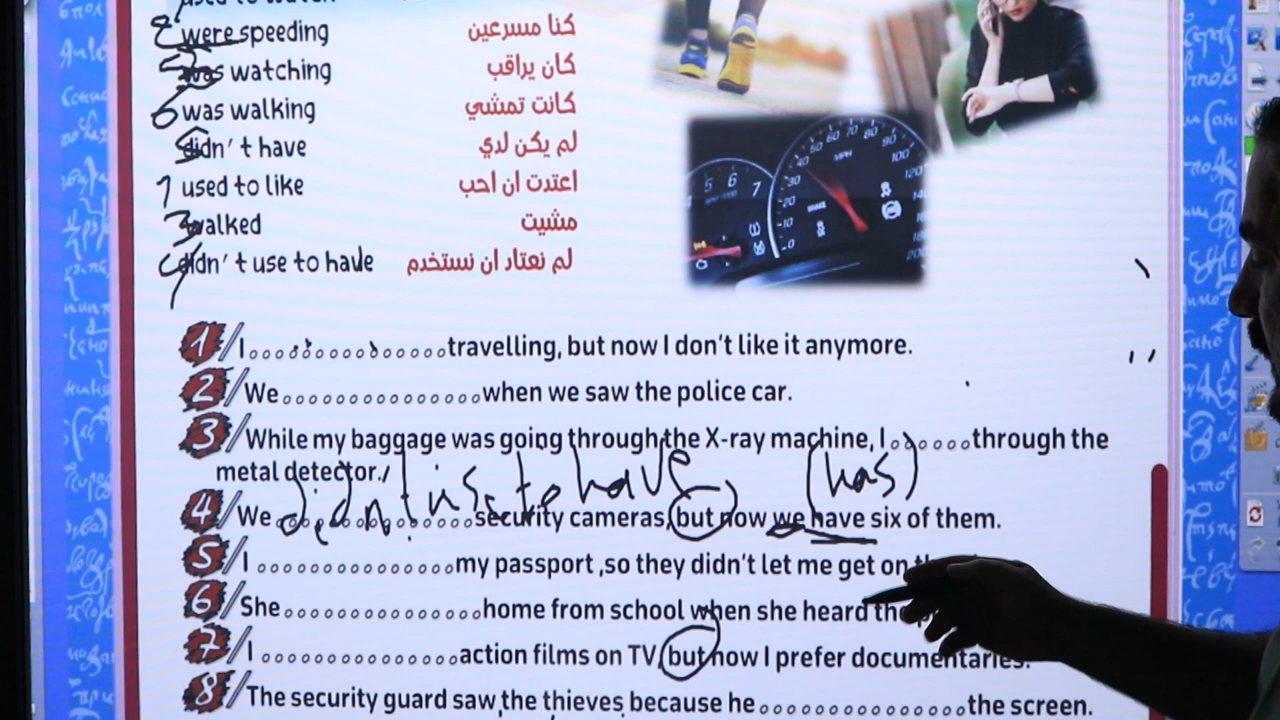 used to watch
2 were speeding كنا مسرعين
was watching كان يراقب
6 was walking كانت تمشي
didn't have لم يكن لدي
1 used to like اعتدت ان احب
3 walked مشيت
didn't use to have لم نعتاد ان نستخدم
1/ I ................ travelling, but now I don't like it anymore.
2/ We ............... when we saw the police car.
3/ While my baggage was going through the X-ray machine, I ....... through the
metal detector.
didn't use to have (has)
4/ We ............... security cameras, but now we have six of them.
5/ I ............... my passport ,so they didn't let me get on
6/ She ............... home from school when she heard the
7/ I ............... action films on TV, but now I prefer documentaries.
8/ The security guard saw the thieves because he ................ the screen.